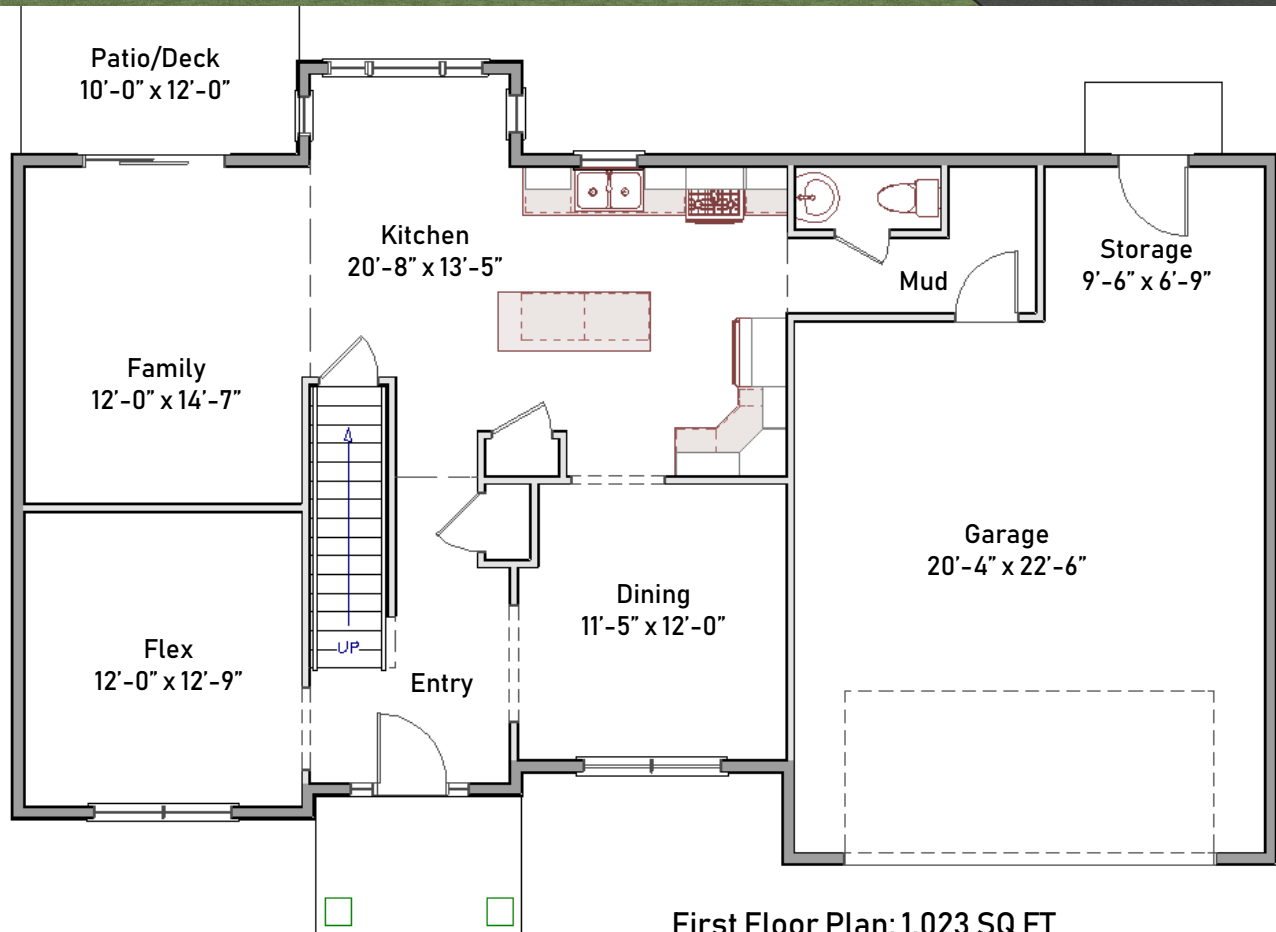 Patio/Deck
10’-0” x 12’-0”
Kitchen
20’-8” x 13’-5”
Storage
9’-6” x 6’-9”
Mud
Family
12’-0” x 14’-7”
Garage
20’-4” x 22’-6”
Dining
11’-5” x 12’-0”
Flex
12’-0” x 12’-9”
UP
Entry
First Floor Plan: 1,023 SQ FT